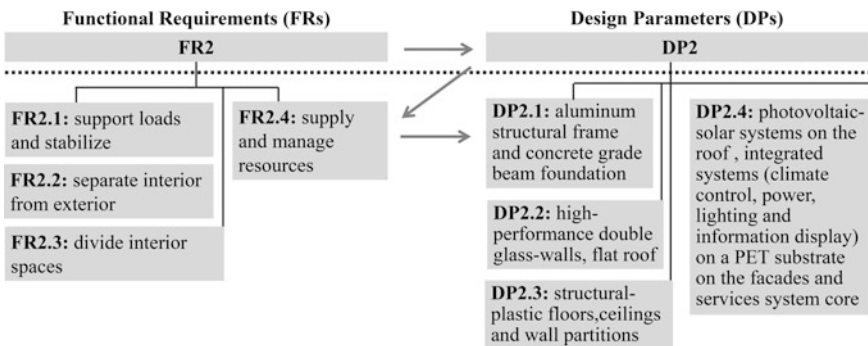 Functional Requirements (FRs)
FR2
FR2.1: support loads
and stabilize
FR2.2: separate interior
from exterior
FR2.3: divide interior
spaces
FR2.4: supply
and manage
resources
Design Parameters (DPs)
DP2
DP2.1: aluminum
structural frame
and concrete grade
beam foundation
DP2.2: high-
performance double
glass-walls, flat roof
DP2.3: structural-
plastic floors,ceilings
and wall partitions
DP2.4: photovoltaic-
solar systems on the
roof , integrated
systems (climate
control, power,
lighting and
information display)
on a PET substrate
on the facades and
services system core